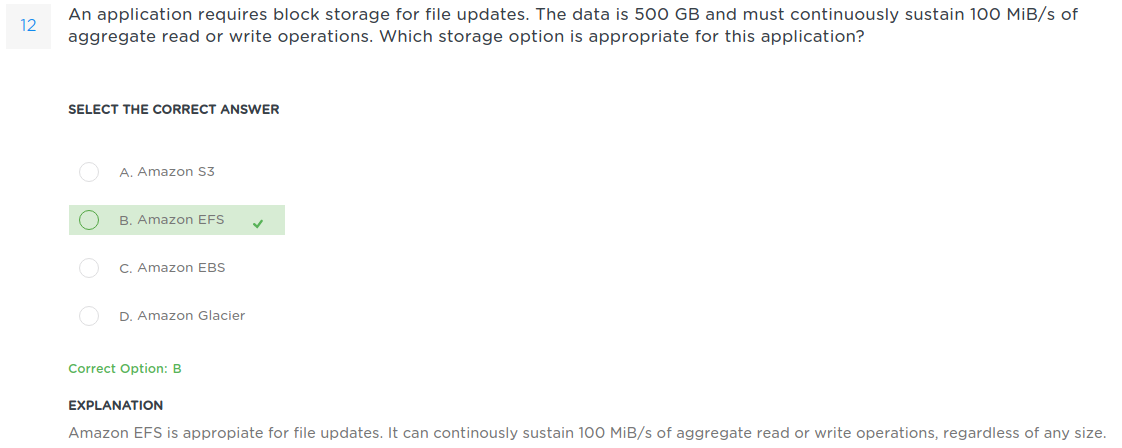 12
An application requires block storage for file updates. The data is 500 GB and must continuously sustain 100 MiB/s of
aggregate read or write operations. Which storage option is appropriate for this application?
SELECT THE CORRECT ANSWER
A. Amazon S3
B. Amazon EFS
C. Amazon EBS
D. Amazon Glacier
Correct Option: B
EXPLANATION
Amazon EFS is appropiate for file updates. It can continously sustain 100 MiB/s of aggregate read or write operations, regardless of any size.